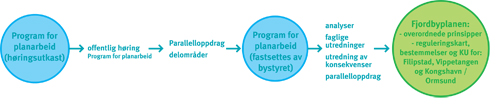 Program for
planarbeid
(høringsutkast)
offentlig høring
Program for planarbeid
Parallelloppdrag
delområder
Program for
planarbeid
(fastsettes av
bystyret)
analyser
faglige
utredninger
utredning av
konsekvenser
parallelloppdrag
Fjordbyplanen:
- overordnede prinsipper
- reguleringskart,
bestemmelser og KU for:
Filipstad, Vippetangen
og Kongshavn /
Ormsund